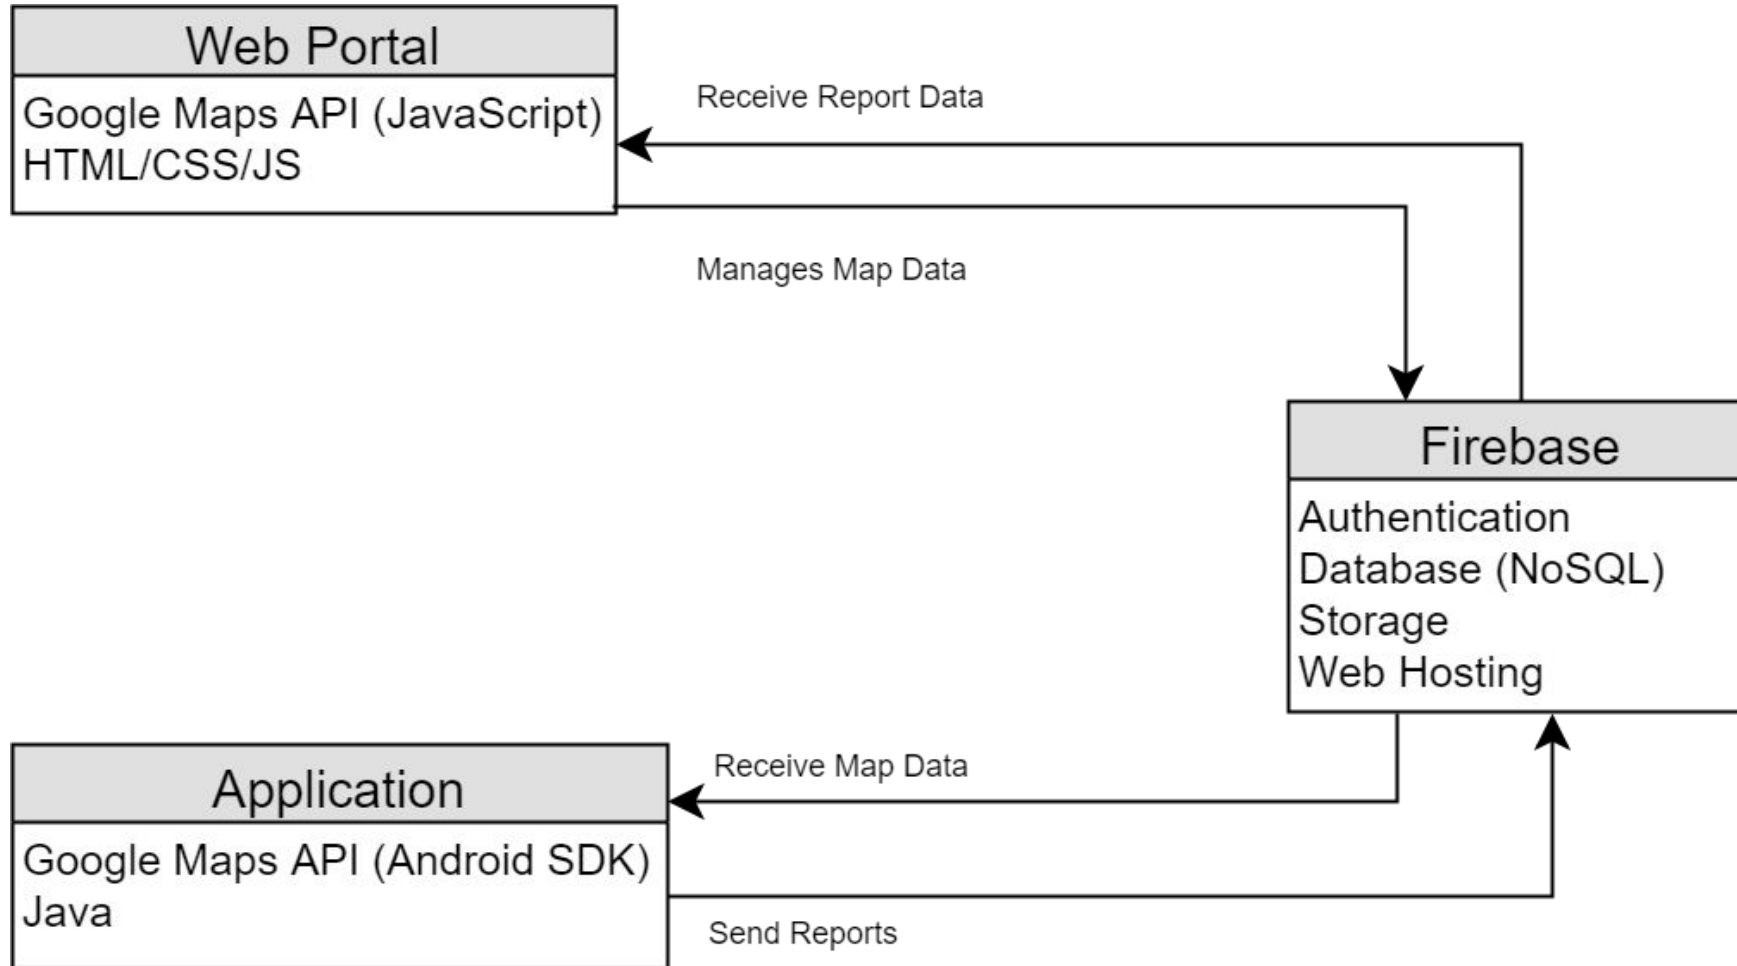 Web Portal
Google Maps API (JavaScript)
HTML/CSS/JS
Receive Report Data
Manages Map Data
Firebase
Authentication
Database (NoSQL)
Storage
Web Hosting
Receive Map Data
Application
Google Maps API (Android SDK)
Java
Send Reports